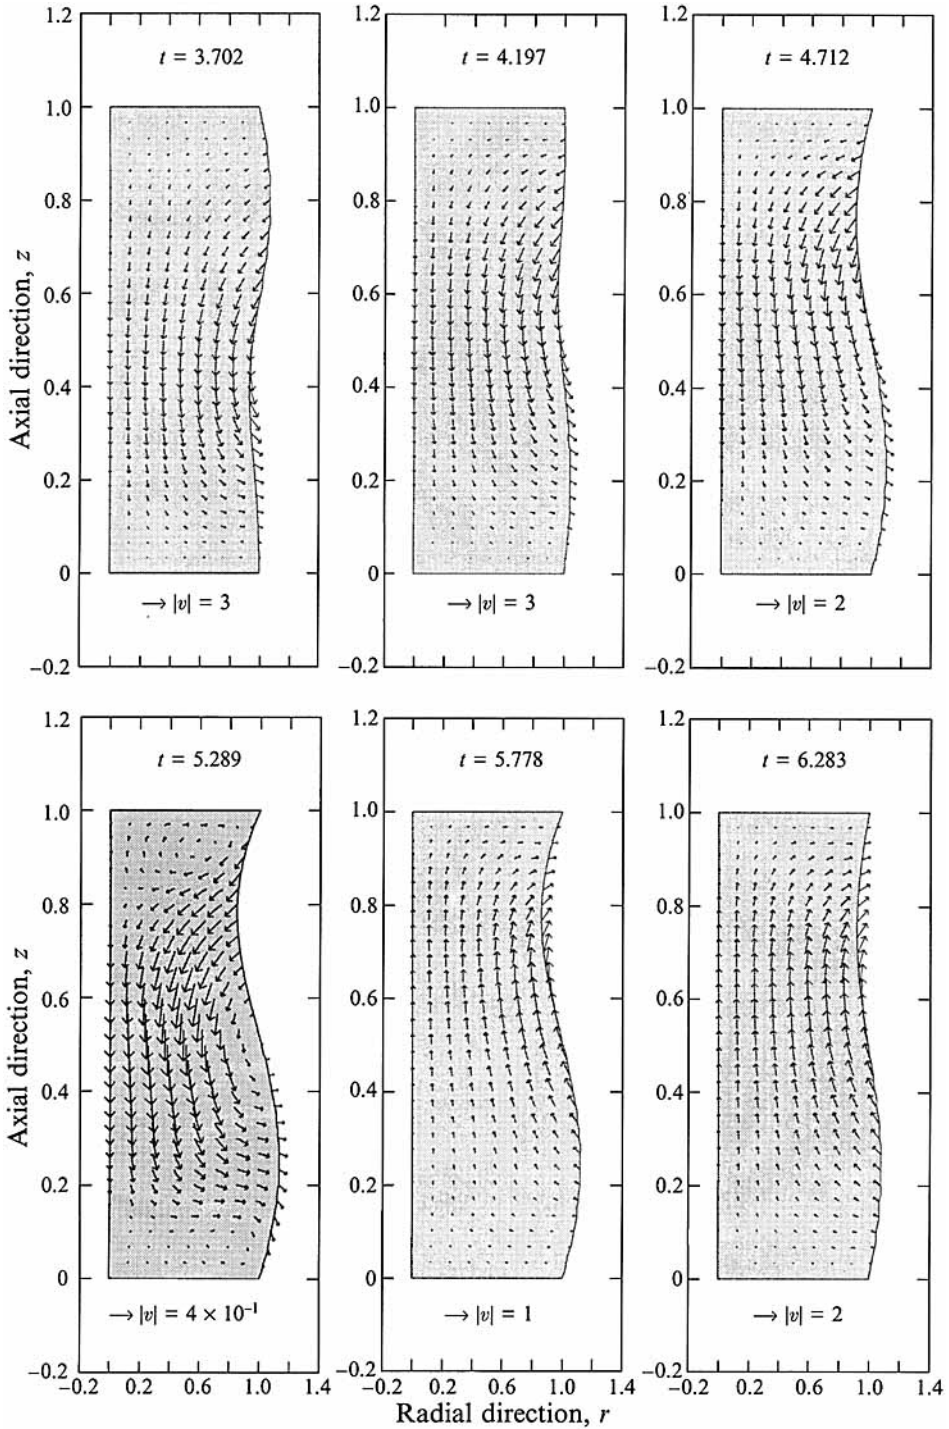 1.2 1.2 1.2
t = 3.702 t = 4.197 t = 4.712
1.0 1.0 1.0
0.8 0.8 0.8
0.6 0.6 0.6
0.4 0.4 0.4
0.2 0.2 0.2
0 0 0
→ |v| = 3 → |v| = 3 → |v| = 2
−0.2 −0.2 −0.2
Axial direction, z
1.2 1.2 1.2
t = 5.289 t = 5.778 t = 6.283
1.0 1.0 1.0
0.8 0.8 0.8
0.6 0.6 0.6
0.4 0.4 0.4
0.2 0.2 0.2
0 0 0
→ |v| = 4 × 10⁻¹ → |v| = 1 → |v| = 2
−0.2 −0.2 −0.2
Axial direction, z
−0.2 0.2 0.6 1.0 1.4 −0.2 0.2 0.6 1.0 1.4 −0.2 0.2 0.6 1.0 1.4
Radial direction, r